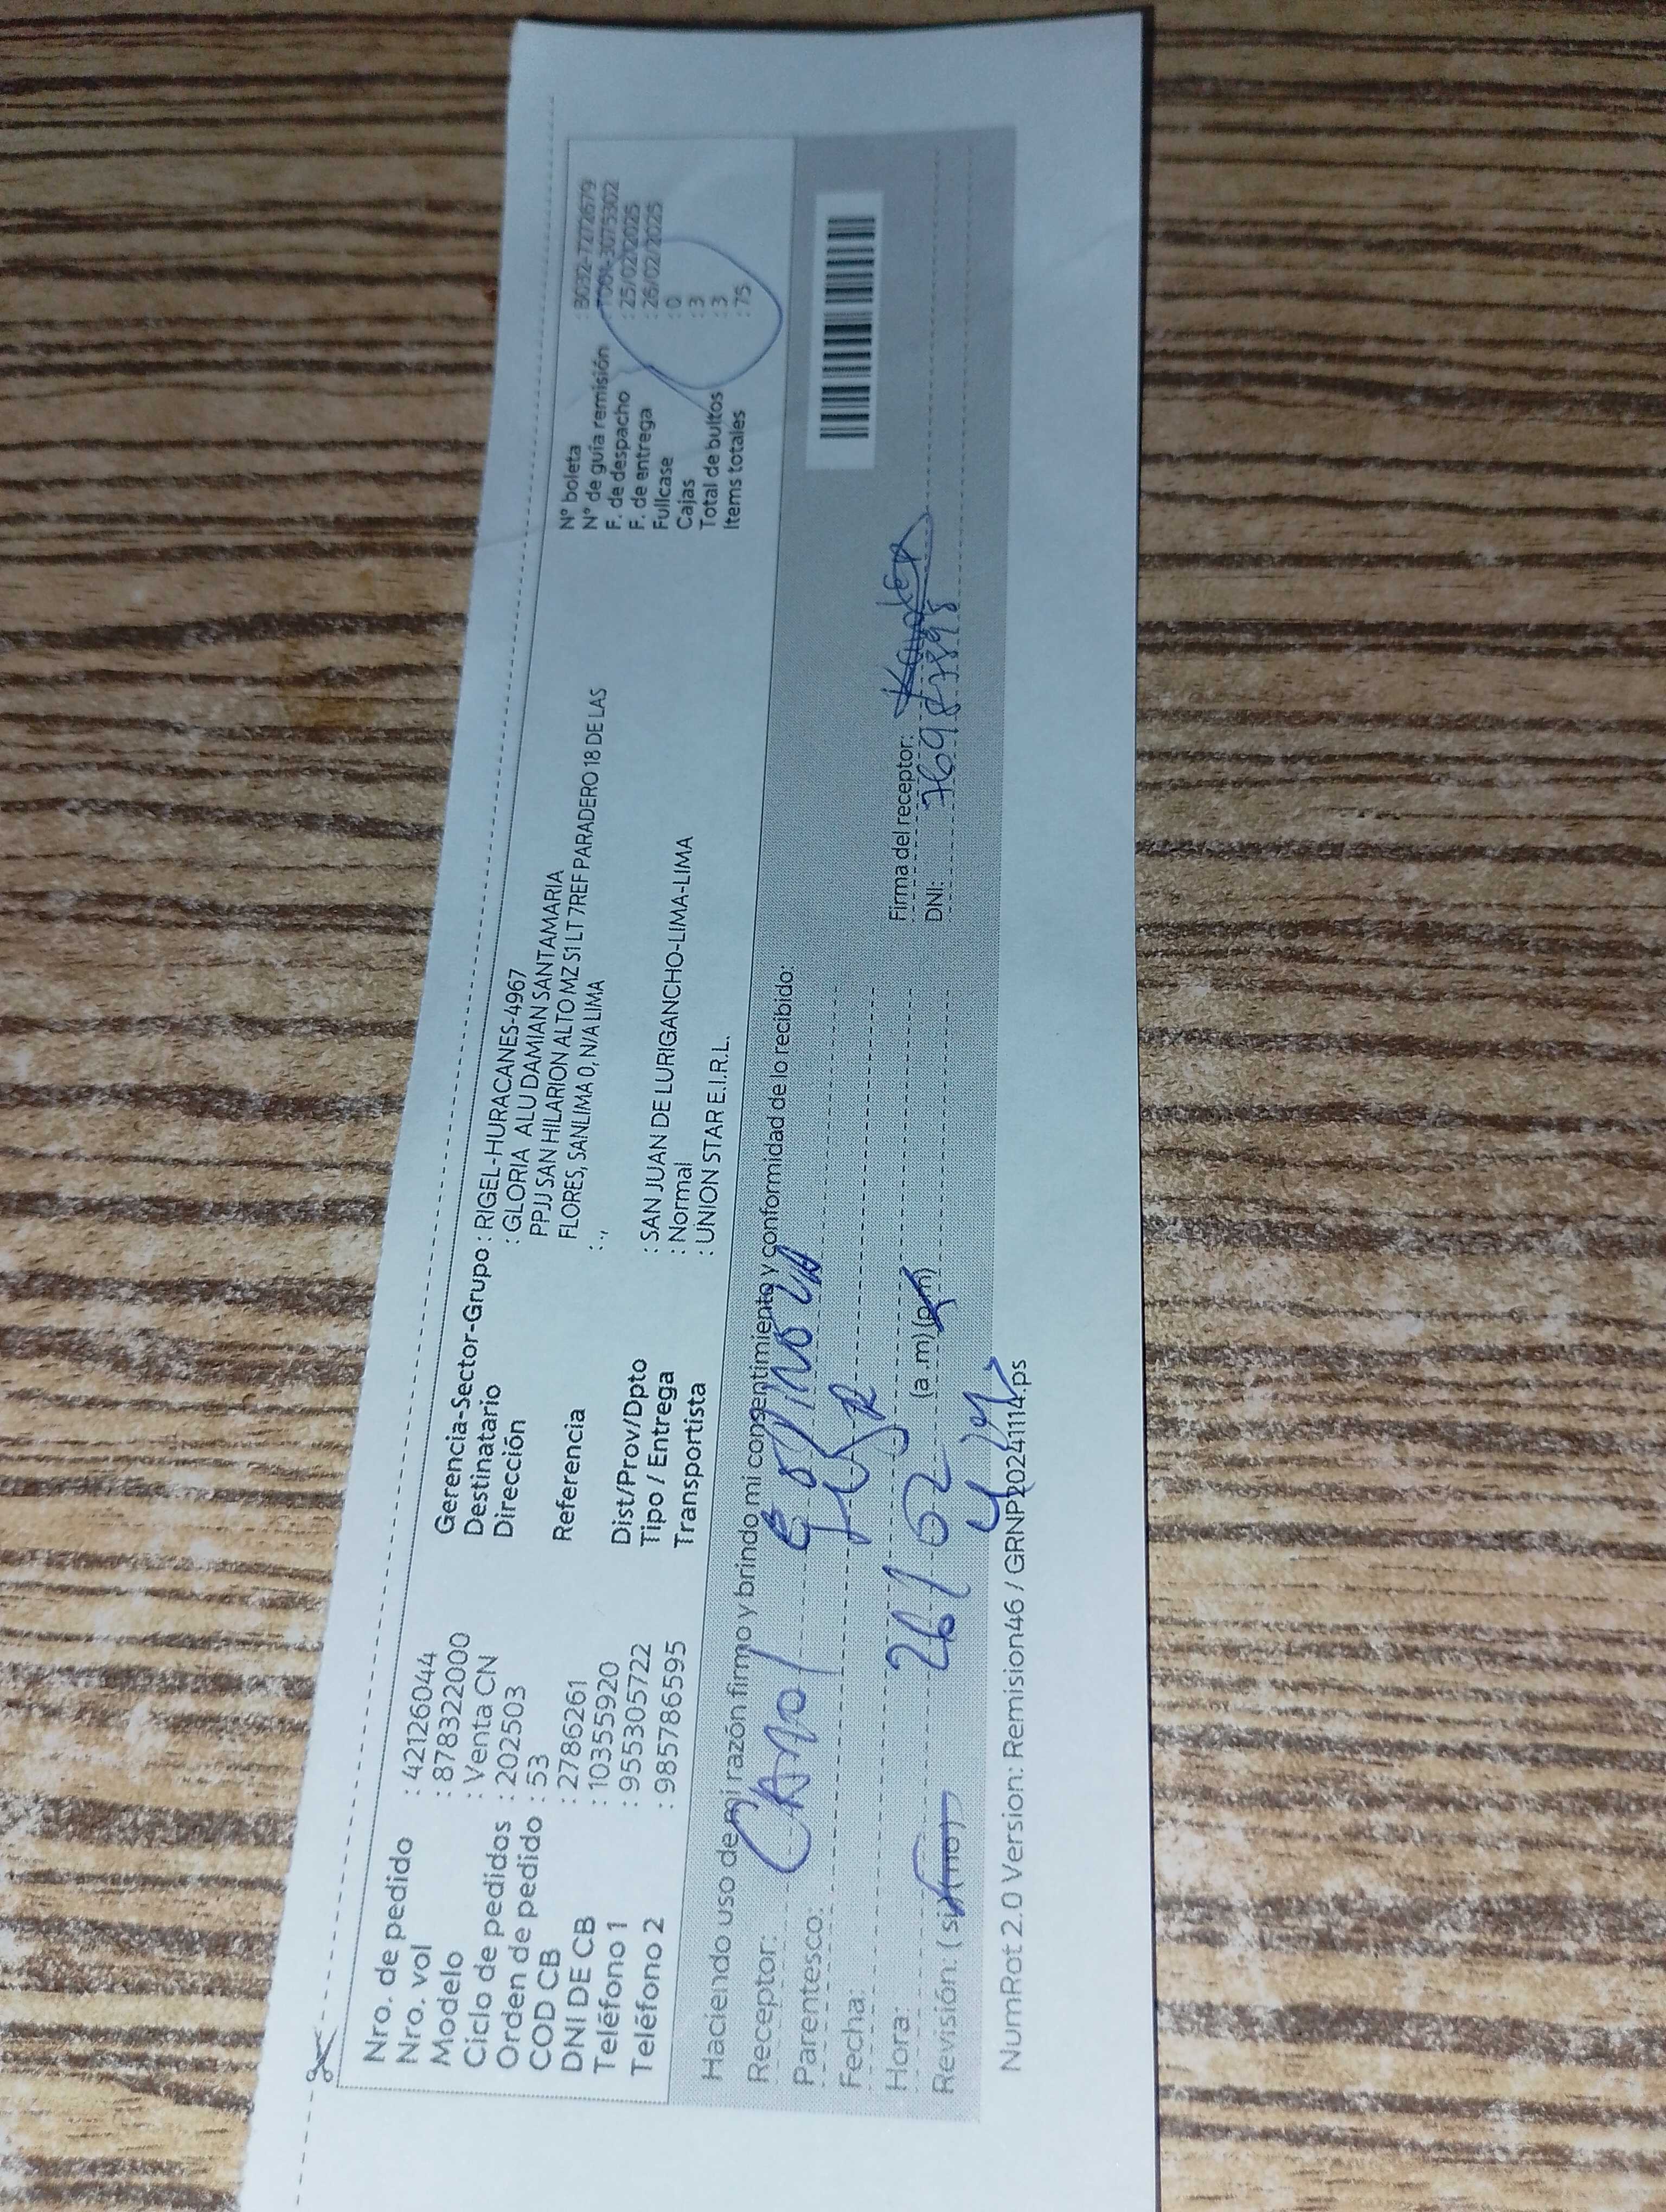 Nro. de pedido : 42126044
Nro. vol : 878322000
Modelo : Venta CN
Ciclo de pedidos : 202503
Orden de pedido : 53
COD CB : 2786261
DNI DE CB : 10355920
Teléfono 1 : 955305722
Teléfono 2 : 985786595
Gerencia-Sector-Grupo : RIGEL-HURACANES-4967
Destinatario : GLORIA ALU DAMIAN SANTAMARIA
Dirección PPJJ SAN HILARION ALTO MZ S1 LT 7REF PARADERO 18 DE LAS
FLORES, SANLIMA 0, N/A LIMA
Referencia : .,
Dist/Prov/Dpto : SAN JUAN DE LURIGANCHO-LIMA-LIMA
Tipo / Entrega : Normal
Transportista : UNION STAR E.I.R.L.
N° boleta : B032-7272679
N° de guía remisión : T001-3075302
F. de despacho : 25/02/2025
F. de entrega : 26/02/2025
Fullcase : 0
Cajas : 3
Total de bultos : 3
Items totales : 75
Haciendo uso de mi razón firmo y brindo mi consentimiento y conformidad de lo recibido:
Receptor: Carol Espinoza
Parentesco:
Fecha: 26/02
Hora: (a.m) (p.m)
Revisión. (si) (no)
Firma del receptor:
DNI:
NumRot 2.0 Version: Remision46 / GRNP20241114.ps